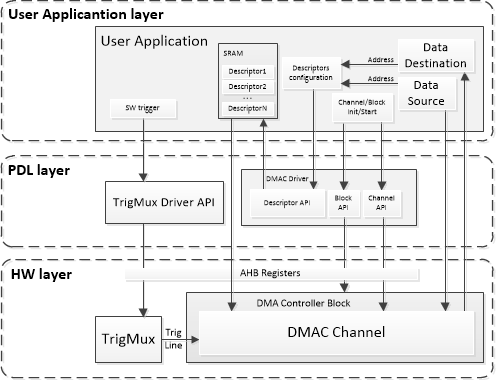 User Applicantion layer
User Application
SRAM
Descriptor1
Descriptor2
...
DescriptorN
Descriptors
configuration
Address
Address
Data
Destination
Data
Source
SW trigger
Channel/Block
Init/Start
PDL layer
TrigMux Driver API
DMAC Driver
Descriptor API
Block
API
Channel
API
HW layer
AHB Registers
DMA Controller Block
TrigMux
Trig
Line
DMAC Channel